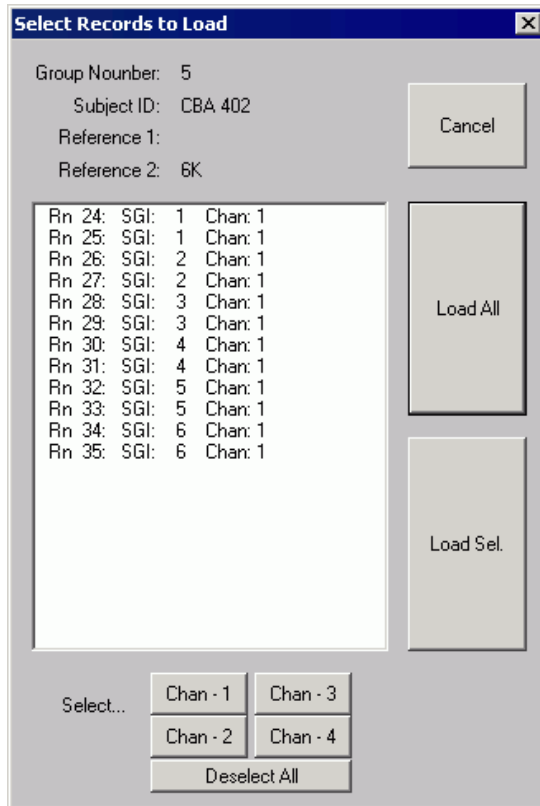 Select Records to Load
Group Nounber: 5
Subject ID: CBA 402
Reference 1:
Reference 2: 6K
Cancel
Rn 24: SGI: 1 Chan: 1
Rn 25: SGI: 1 Chan: 1
Rn 26: SGI: 2 Chan: 1
Rn 27: SGI: 2 Chan: 1
Rn 28: SGI: 3 Chan: 1
Rn 29: SGI: 3 Chan: 1
Rn 30: SGI: 4 Chan: 1
Rn 31: SGI: 4 Chan: 1
Rn 32: SGI: 5 Chan: 1
Rn 33: SGI: 5 Chan: 1
Rn 34: SGI: 6 Chan: 1
Rn 35: SGI: 6 Chan: 1
Load All
Load Sel.
Select...
Chan - 1 Chan - 3
Chan - 2 Chan - 4
Deselect All